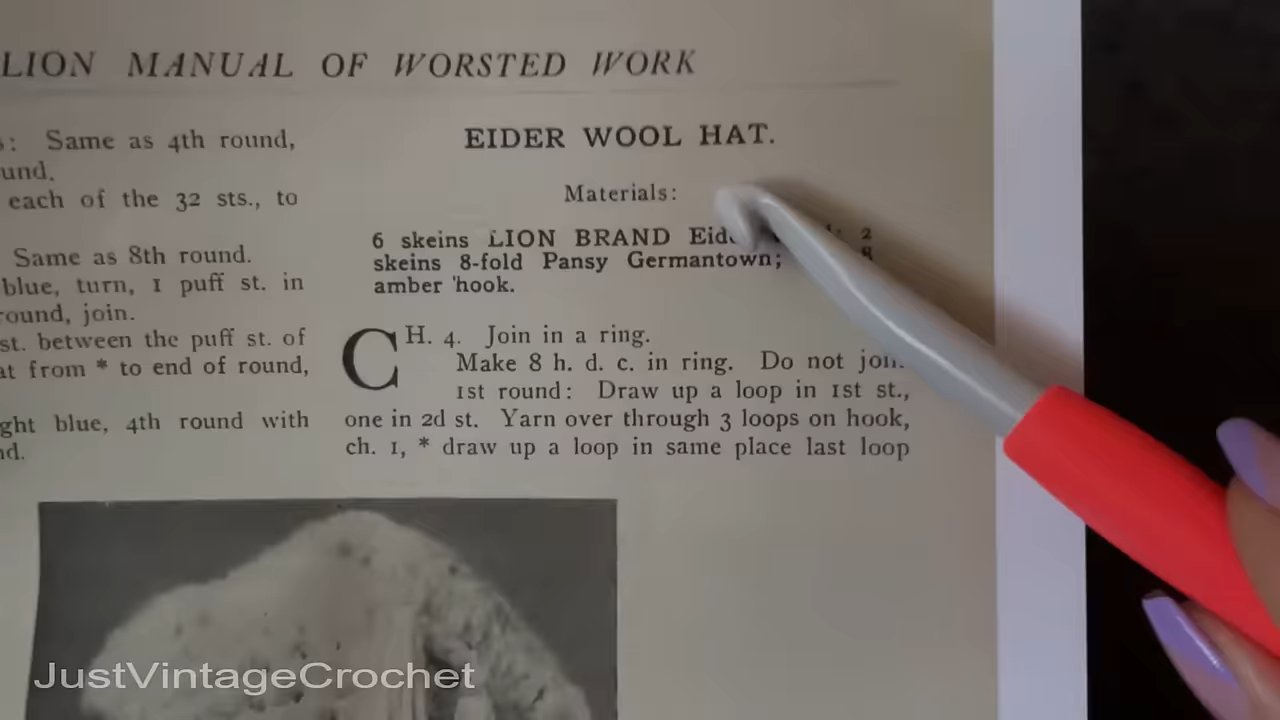 LION MANUAL OF WORSTED WORK
Same as 4th round,
und.
each of the 32 sts., to
Same as 8th round.
blue, turn, 1 puff st. in
round, join.
st. between the puff st. of
at from * to end of round,
ght blue, 4th round with
nd.
EIDER WOOL HAT.
Materials:
6 skeins LION BRAND 2
skeins 8-fold Pansy Germantown; 8
amber hook.
CH. 4. Join in a ring.
Make 8 h. d. c. in ring. Do not
1st round: Draw up a loop in 1st st.,
one in 2d st. Yarn over through 3 loops on hook,
ch. 1, * draw up a loop in same place last loop
JustVintageCrochet